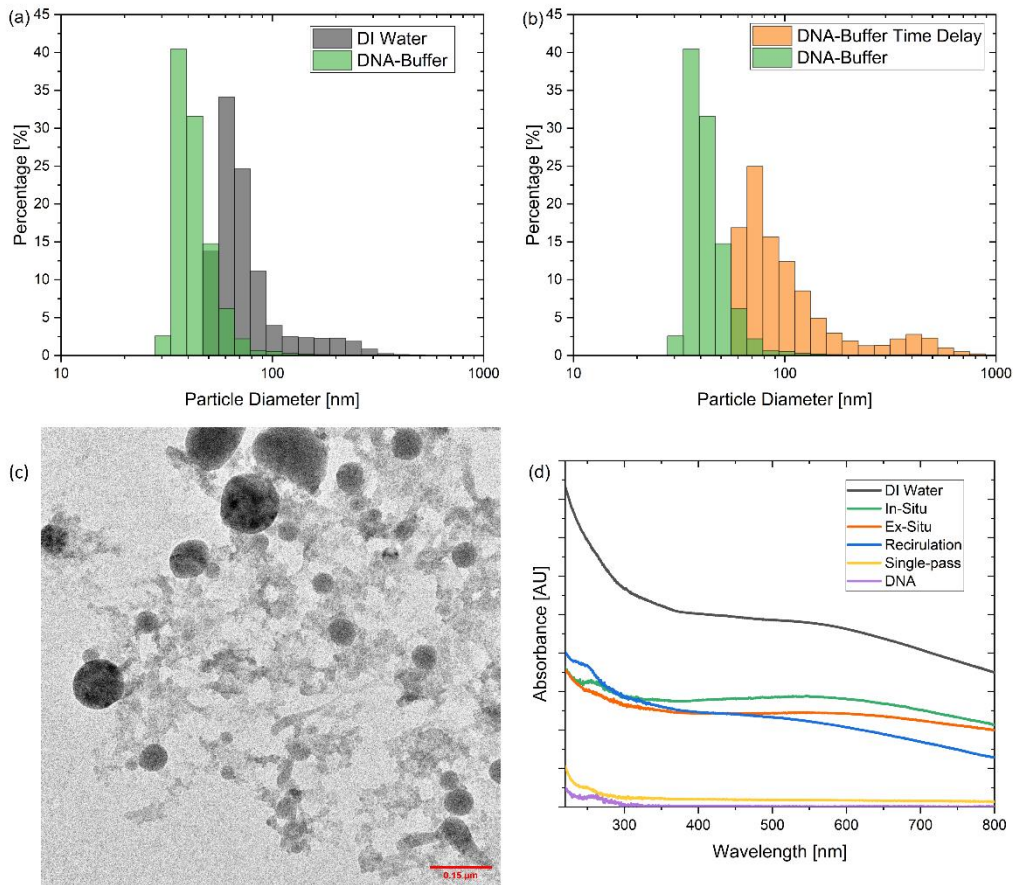 (a)
DI Water
DNA-Buffer
Percentage [%]
40
35
30
25
20
15
10
5
0
45
10
100
1000
Particle Diameter [nm]
(b)
DNA-Buffer Time Delay
DNA-Buffer
Percentage [%]
45
40
35
30
25
20
15
10
5
0
10
100
1000
Particle Diameter [nm]
(c)
0.15 µm
(d)
DI Water
In-Situ
Ex-Situ
Recirulation
Single-pass
DNA
Absorbance [AU]
300
400
500
600
700
800
Wavelength [nm]